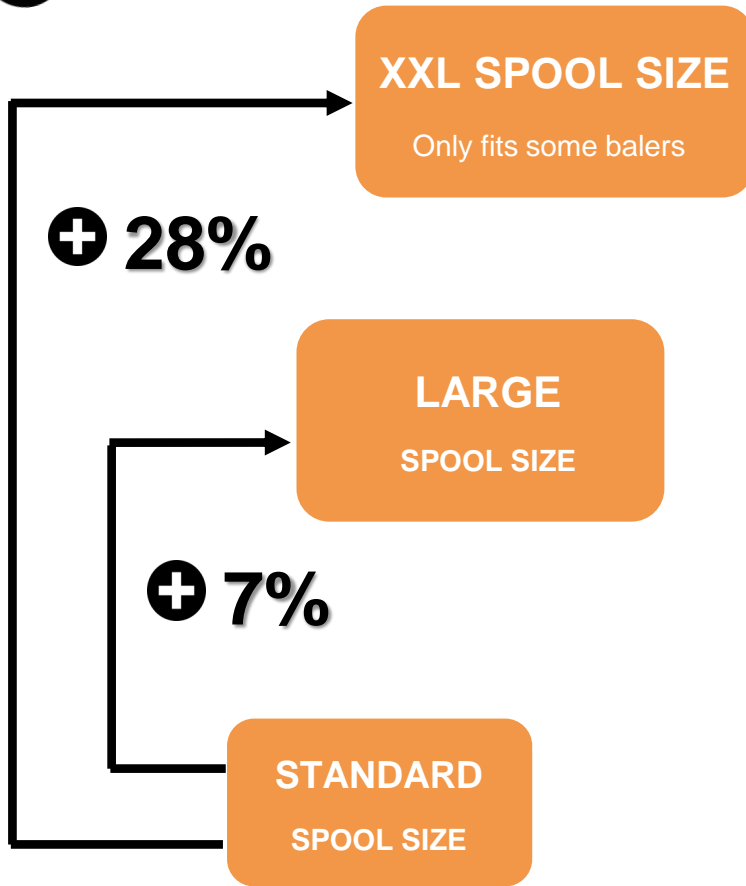 XXL SPOOL SIZE
Only fits some balers
+ 28%
LARGE
SPOOL SIZE
+ 7%
STANDARD
SPOOL SIZE